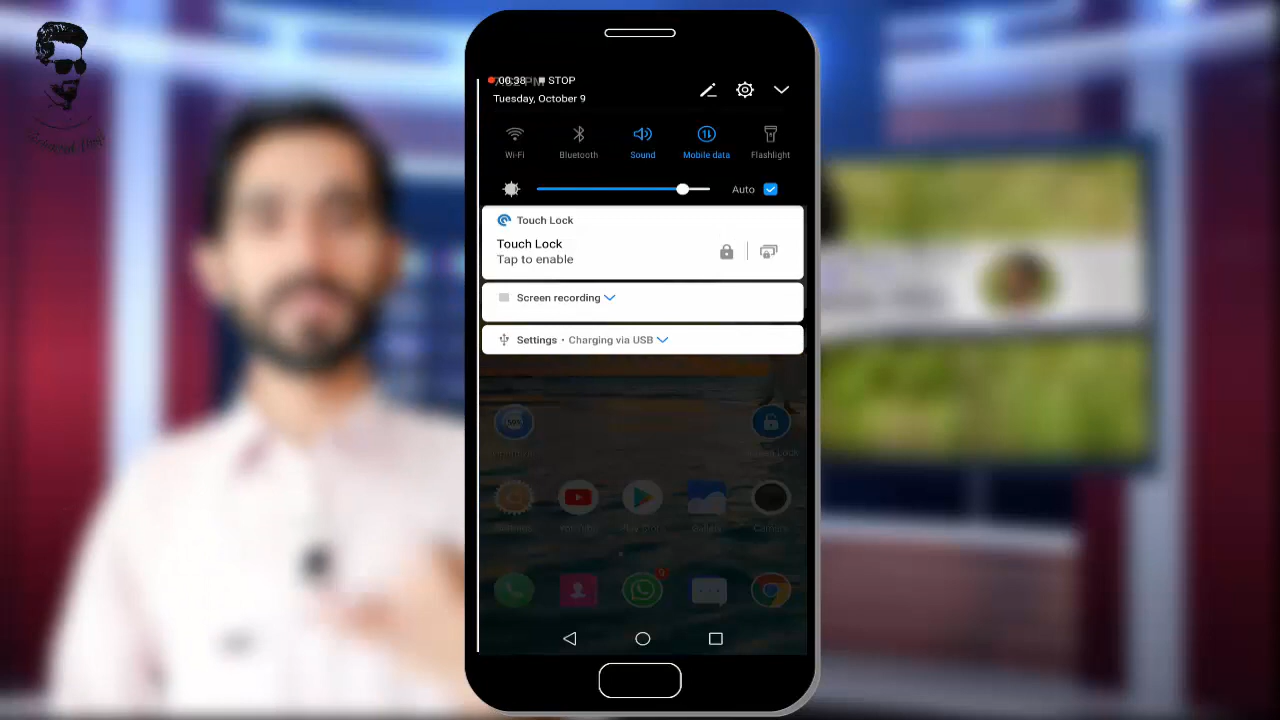 00:38 STOP
Tuesday, October 9
Wi-Fi Bluetooth Sound Mobile data Flashlight
Auto
Touch Lock
Touch Lock
Tap to enable
Screen recording
Settings • Charging via USB